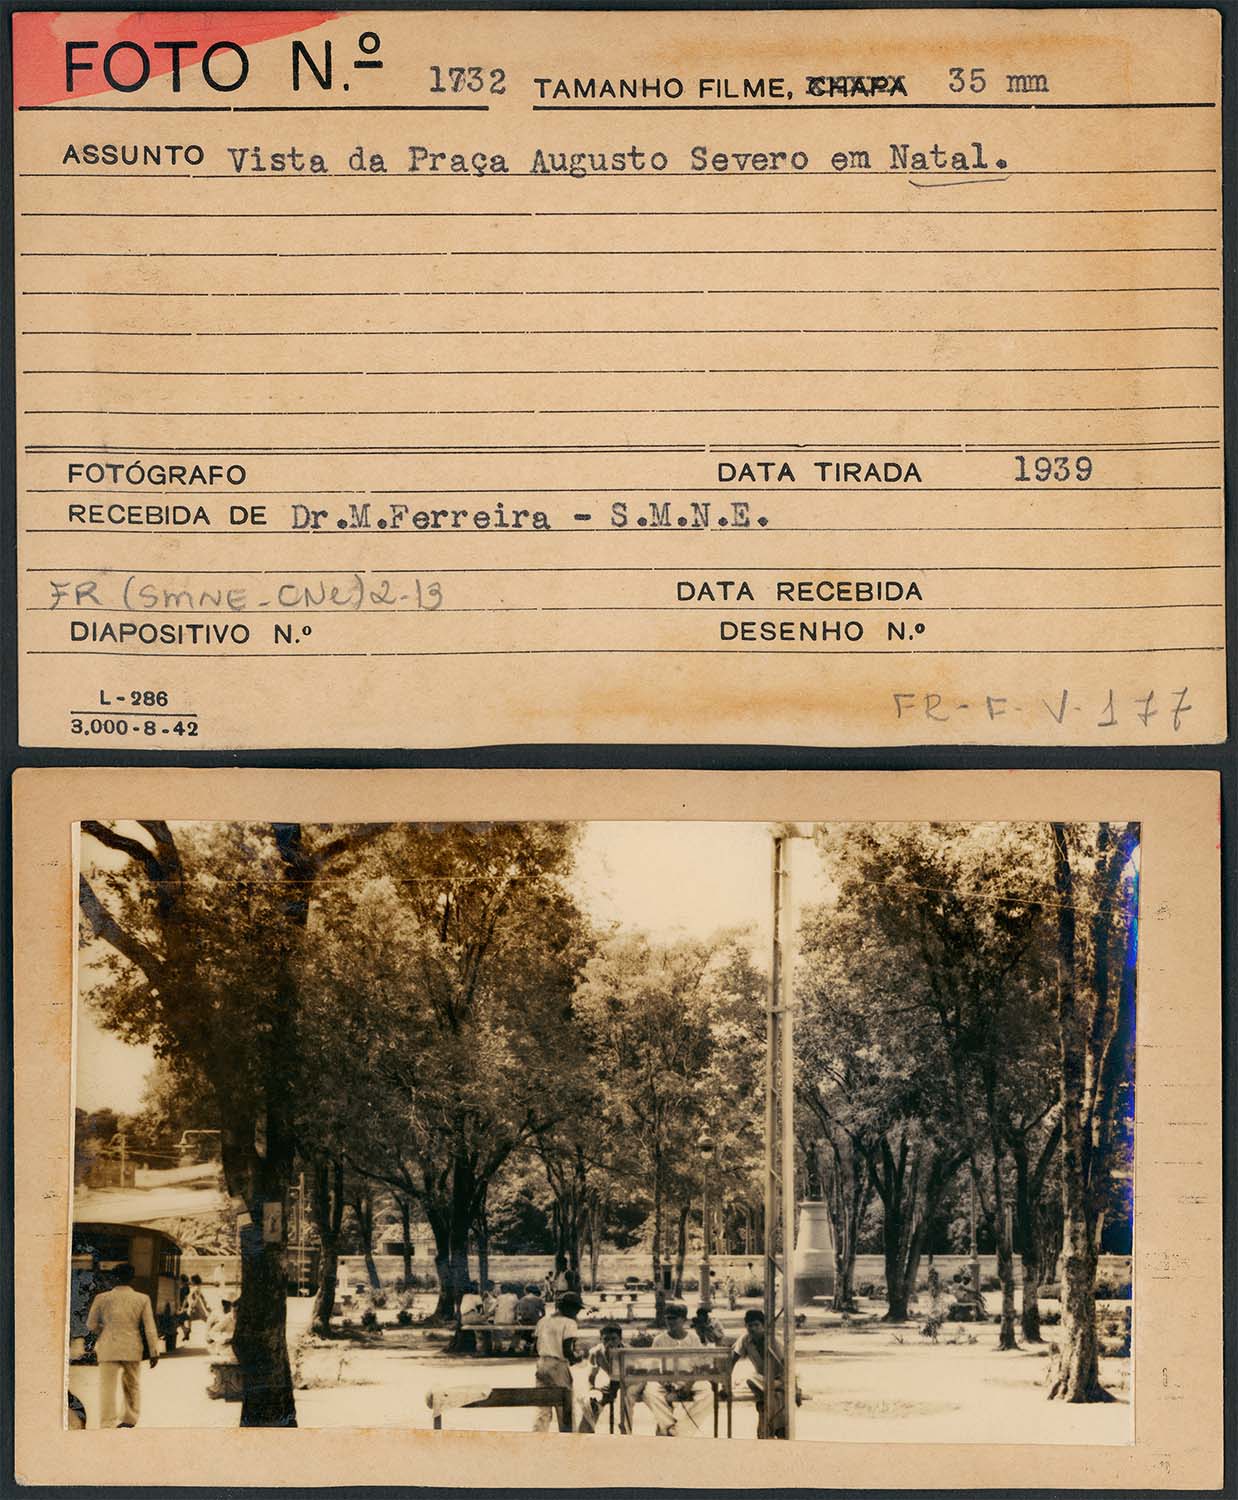 FOTO N.º 1732 TAMANHO FILME, CHAPA 35 mm
ASSUNTO Vista da Praça Augusto Severo em Natal.
FOTÓGRAFO DATA TIRADA 1939
RECEBIDA DE Dr.M.Ferreira - S.M.N.E.
FR (SMNE-CNC)2-13 DATA RECEBIDA
DIAPOSITIVO N.º DESENHO N.º
L-286
3,000-8-42
FR-F-V-177